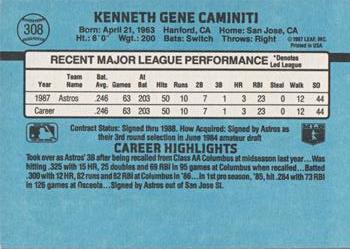 308
KENNETH GENE CAMINITI
Born: April 21, 1963 Hanford, CA Home: San Jose, CA
Ht: 6'0" Wgt: 200 Bats: Switch Throws: Right
© 1987 LEAF, INC.
Printed in U.S.A.
RECENT MAJOR LEAGUE PERFORMANCE *Denotes Led League
Year Team Name Bat. Avg. G At Bat Hits Runs 2B 3B HR RBI Steal Walk SO
1987 Astros .246 63 203 50 10 7 1 3 23 0 12 44
Career .246 63 203 50 10 7 1 3 23 0 12 44
Contract Status: Signed thru 1988. How Acquired: Signed by Astros as
their 3rd round selection in June 1984 amateur draft
CAREER HIGHLIGHTS
Took over as Astros' 3B after being recalled from Class AA Columbus at midseason last year... Was
hitting .325 with 15 HR, 25 doubles and 69 RBI in 95 games at Columbus when recalled... Batted
.300 with 12 HR, 82 runs and 82 RBI at Columbus in '86... In 1st pro year, '85, hit .284 with 73 RBI
in 126 games at Osceola... Signed by Astros out of San Jose St.